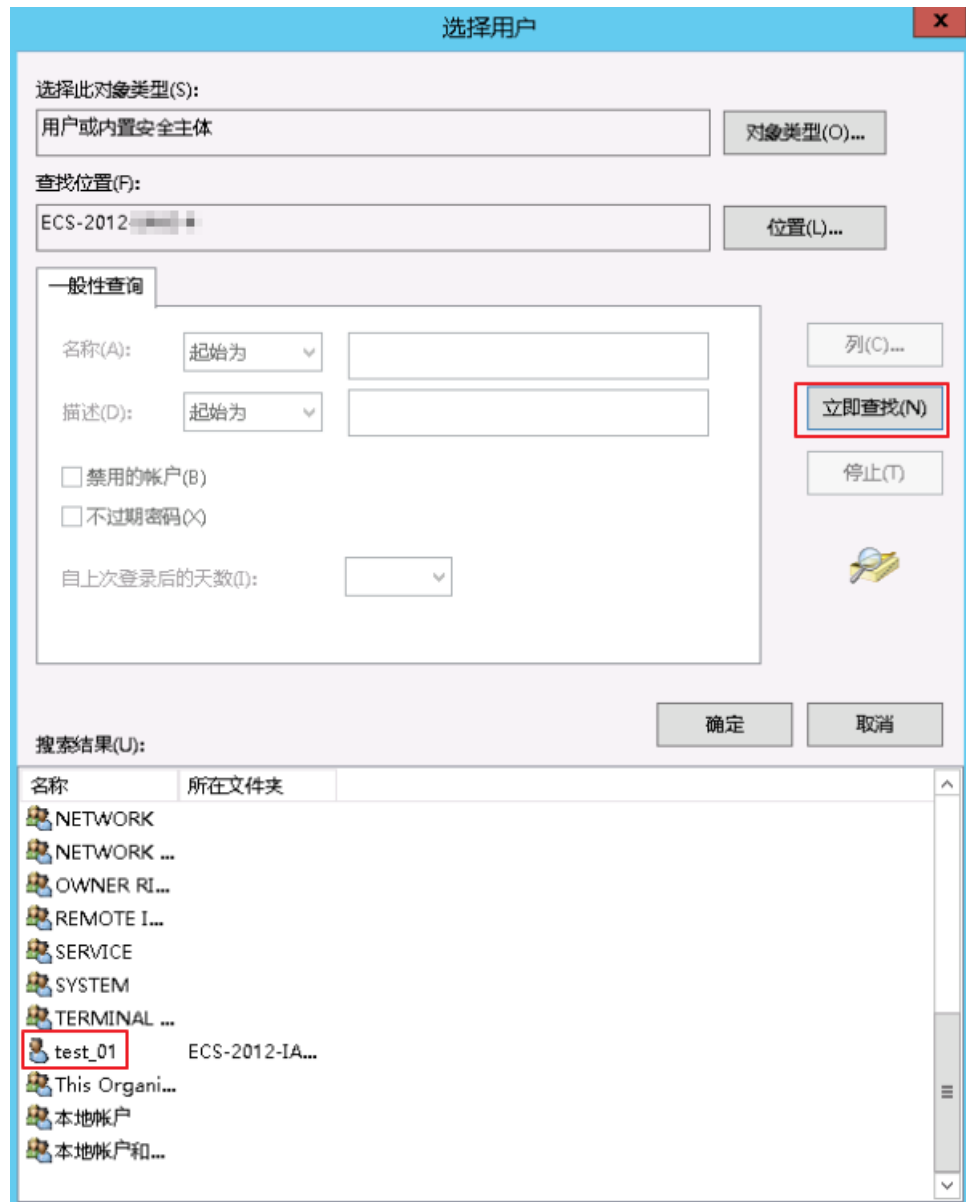 选择用户
选择此对象类型(S):
用户或内置安全主体
对象类型(O)...
查找位置(F):
ECS-2012-
位置(L)...
一般性查询
名称(A):
起始为
列(C)...
描述(D):
起始为
立即查找(N)
禁用的帐户(B)
停止(T)
不过期密码(X)
自上次登录后的天数(I):
确定
取消
搜索结果(U):
名称 所在文件夹
NETWORK
NETWORK ...
OWNER RI...
REMOTE I...
SERVICE
SYSTEM
TERMINAL ...
test_01 ECS-2012-IA...
This Organi...
本地帐户
本地帐户和...